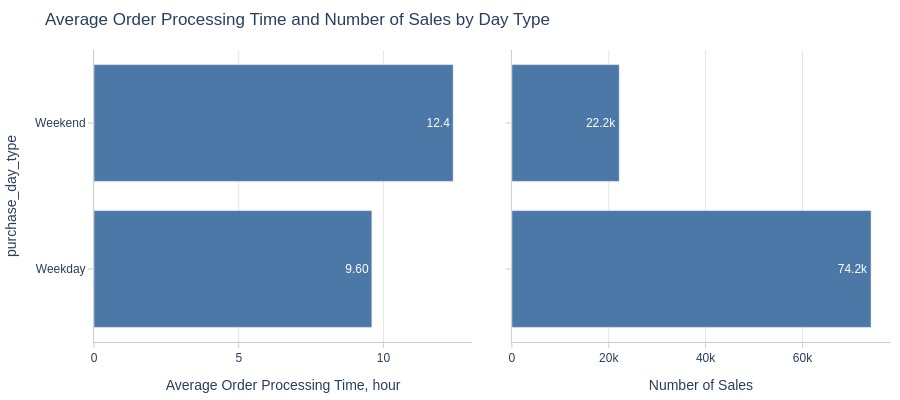 Average Order Processing Time and Number of Sales by Day Type
purchase_day_type
Weekend
12.4
22.2k
Weekday
9.60
74.2k
0
5
10
0
20k
40k
60k
Average Order Processing Time, hour
Number of Sales